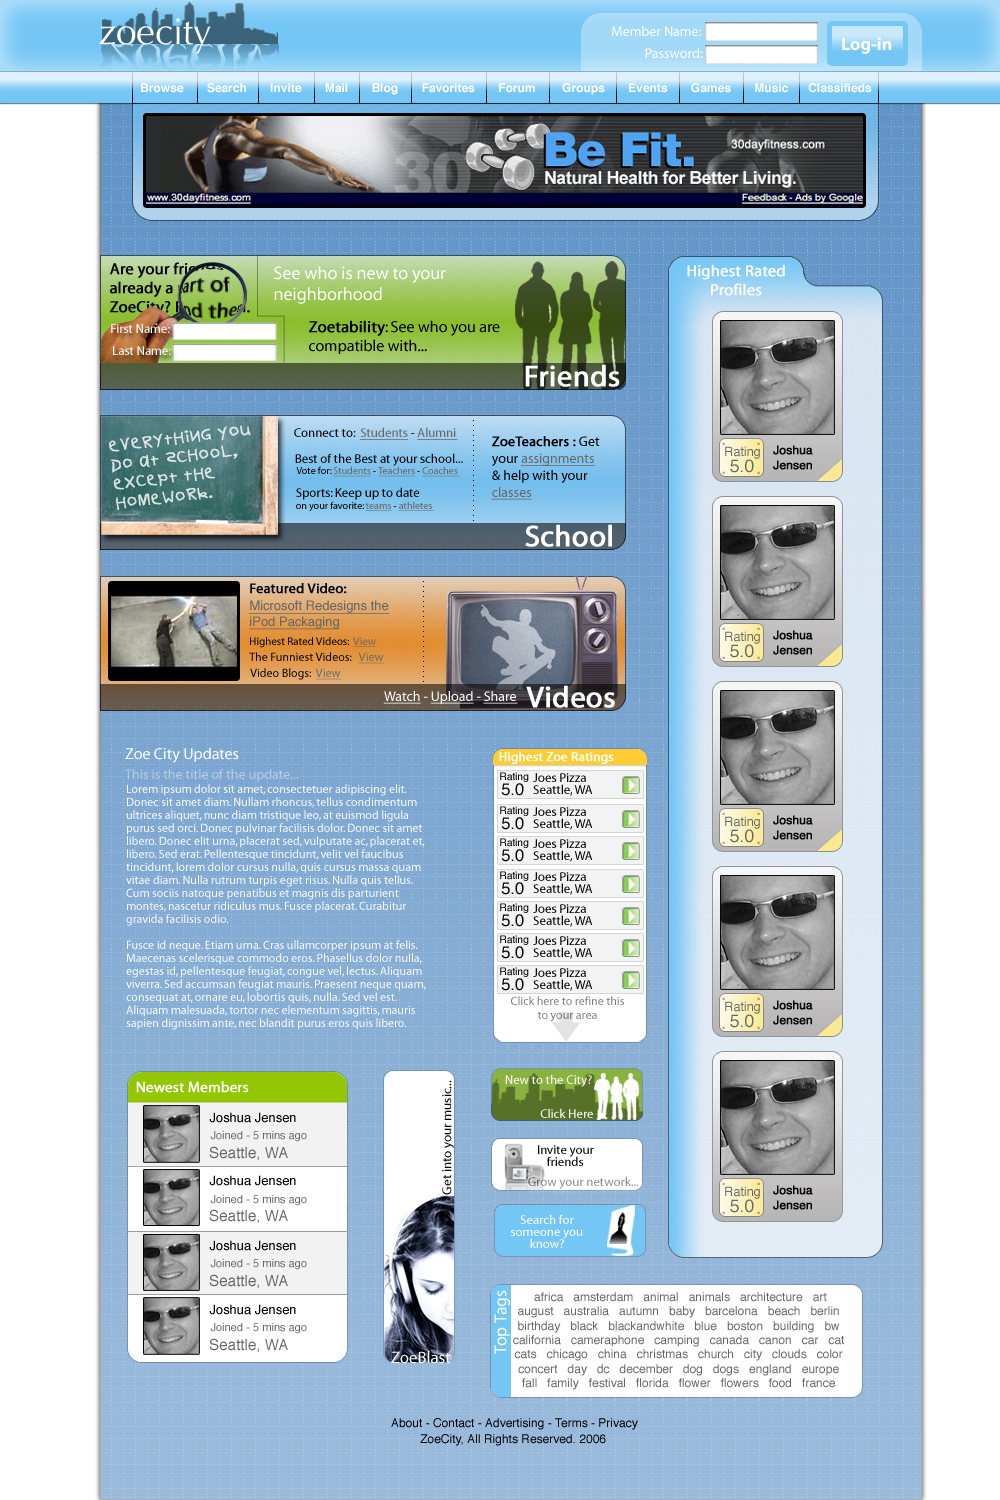 zoecity
Member Name:
Password:
Log-in
Browse Search Invite Mail Blog Favorites Forum Groups Events Games Music Classifieds
30
Be Fit.
30dayfitness.com
Natural Health for Better Living.
www.30dayfitness.com
Feedback - Ads by Google
Are your frie
already a
ZoeCity?
art of
d the
First Name:
Last Name:
See who is new to your
neighborhood
Zoetability: See who you are
compatible with...
Friends
everything you
do at school,
except the
homework.
Connect to: Students - Alumni
Best of the Best at your school...
Vote for: Students - Teachers - Coaches
Sports: Keep up to date
on your favorite: teams - athletes
ZoeTeachers : Get
your assignments
& help with your
classes
School
Featured Video:
Microsoft Redesigns the
iPod Packaging
Highest Rated Videos: View
The Funniest Videos: View
Video Blogs: View
Watch - Upload - Share
Videos
Highest Rated
Profiles
Rating
5.0
Joshua
Jensen
Rating
5.0
Joshua
Jensen
Rating
5.0
Joshua
Jensen
Rating
5.0
Joshua
Jensen
Rating
5.0
Joshua
Jensen
Zoe City Updates
This is the title of the update...
Lorem ipsum dolor sit amet, consectetuer adipiscing elit.
Donec sit amet diam. Nullam rhoncus, tellus condimentum
ultrices aliquet, nunc diam tristique leo, at euismod ligula
purus sed orci. Donec pulvinar facilisis dolor. Donec sit amet
libero. Donec elit urna, placerat sed, vulputate ac, placerat et,
libero. Sed erat. Pellentesque tincidunt, velit vel faucibus
tincidunt, lorem dolor cursus nulla, quis cursus massa quam
vitae diam. Nulla rutrum turpis eget risus. Nulla quis tellus.
Cum sociis natoque penatibus et magnis dis parturient
montes, nascetur ridiculus mus. Fusce placerat. Curabitur
gravida facilisis odio.
Fusce id neque. Etiam urna. Cras ullamcorper ipsum at felis.
Maecenas scelerisque commodo eros. Phasellus dolor nulla,
egestas id, pellentesque feugiat, congue vel, lectus. Aliquam
viverra. Sed accumsan feugiat mauris. Praesent neque quam,
consequat at, ornare eu, lobortis quis, nulla. Sed vel est.
Aliquam malesuada, tortor nec elementum sagittis, mauris
sapien dignissim ante, nec blandit purus eros quis libero.
Highest Zoe Ratings
Rating Joes Pizza
5.0 Seattle, WA
Rating Joes Pizza
5.0 Seattle, WA
Rating Joes Pizza
5.0 Seattle, WA
Rating Joes Pizza
5.0 Seattle, WA
Rating Joes Pizza
5.0 Seattle, WA
Rating Joes Pizza
5.0 Seattle, WA
Rating Joes Pizza
5.0 Seattle, WA
Click here to refine this
to your area
Newest Members
Joshua Jensen
Joined - 5 mins ago
Seattle, WA
Joshua Jensen
Joined - 5 mins ago
Seattle, WA
Joshua Jensen
Joined - 5 mins ago
Seattle, WA
Joshua Jensen
Joined - 5 mins ago
Seattle, WA
Get into your music...
ZoeBlast
New to the City?
Click Here
Invite your
friends
Grow your network...
Search for
someone you
know?
Top Tags
africa amsterdam animal animals architecture art
august australia autumn baby barcelona beach berlin
birthday black blackandwhite blue boston building bw
california cameraphone camping canada canon car cat
cats chicago china christmas church city clouds color
concert day dc december dog dogs england europe
fall family festival florida flower flowers food france
About - Contact - Advertising - Terms - Privacy
ZoeCity, All Rights Reserved. 2006